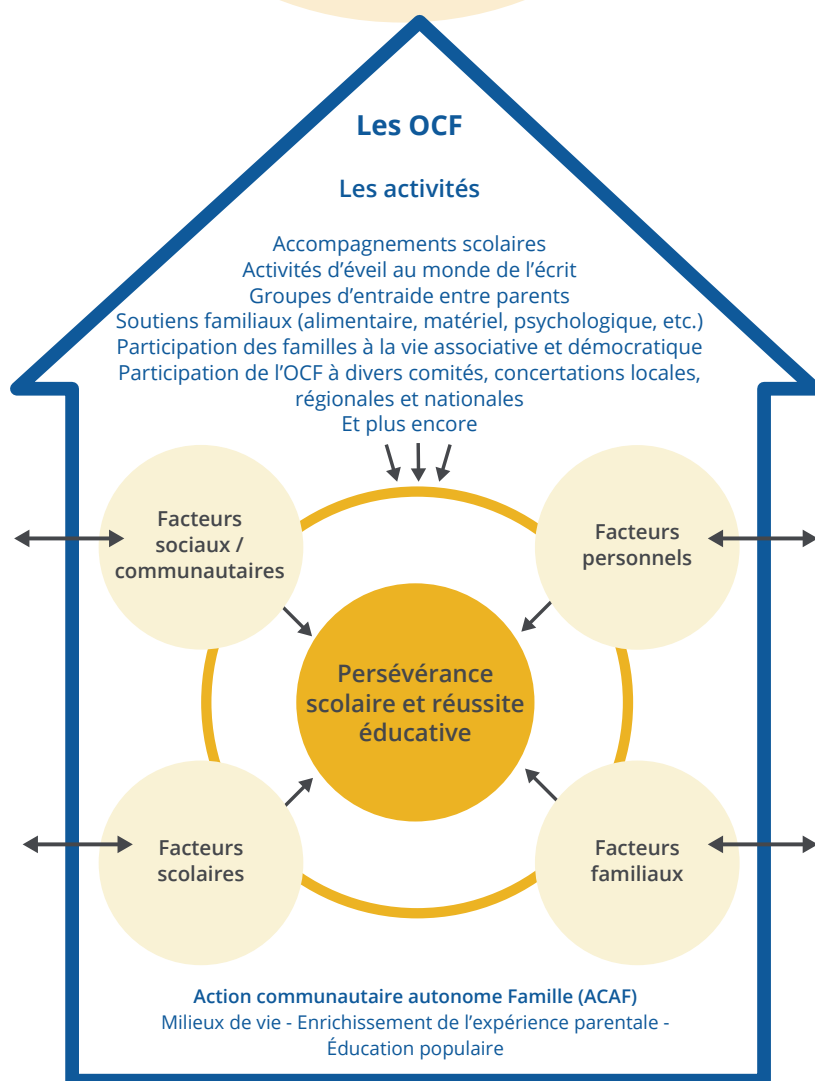 Les OCF
Les activités
Accompagnements scolaires
Activités d’éveil au monde de l’écrit
Groupes d’entraide entre parents
Soutiens familiaux (alimentaire, matériel, psychologique, etc.)
Participation des familles à la vie associative et démocratique
Participation de l’OCF à divers comités, concertations locales,
régionales et nationales
Et plus encore
Facteurs
sociaux /
communautaires
Facteurs
personnels
Persévérance
scolaire et réussite
éducative
Facteurs
scolaires
Facteurs
familiaux
Action communautaire autonome Famille (ACAF)
Milieux de vie - Enrichissement de l’expérience parentale -
Éducation populaire